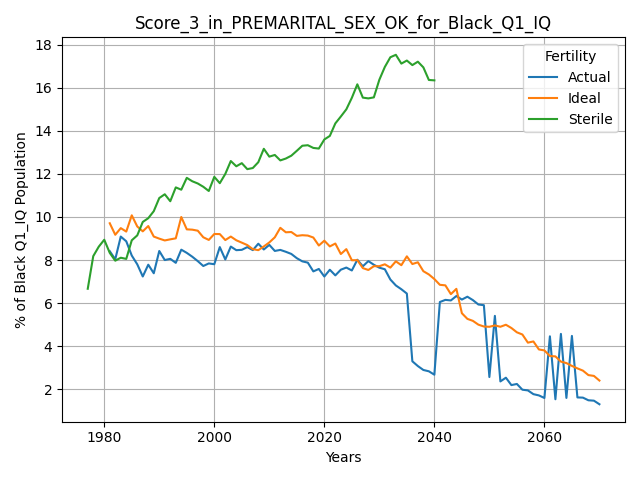 Score_3_in_PREMARITAL_SEX_OK_for_Black_Q1_IQ
Fertility
Actual
Ideal
Sterile
% of Black Q1_IQ Population
18
16
14
12
10
8
6
4
2
1980 2000 2020 2040 2060
Years